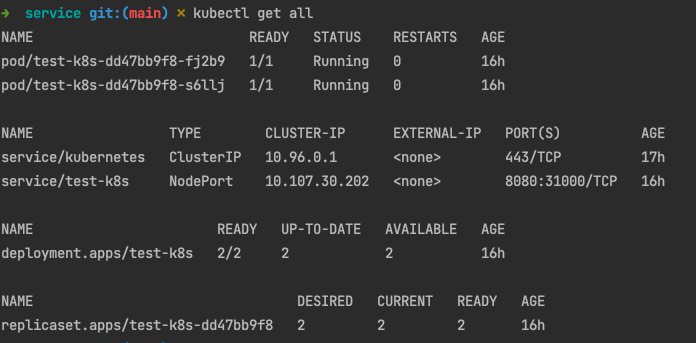 → service git:(main) × kubectl get all
NAME READY STATUS RESTARTS AGE
pod/test-k8s-dd47bb9f8-fj2b9 1/1 Running 0 16h
pod/test-k8s-dd47bb9f8-s6llj 1/1 Running 0 16h
NAME TYPE CLUSTER-IP EXTERNAL-IP PORT(S) AGE
service/kubernetes ClusterIP 10.96.0.1 <none> 443/TCP 17h
service/test-k8s NodePort 10.107.30.202 <none> 8080:31000/TCP 16h
NAME READY UP-TO-DATE AVAILABLE AGE
deployment.apps/test-k8s 2/2 2 2 16h
NAME DESIRED CURRENT READY AGE
replicaset.apps/test-k8s-dd47bb9f8 2 2 2 16h